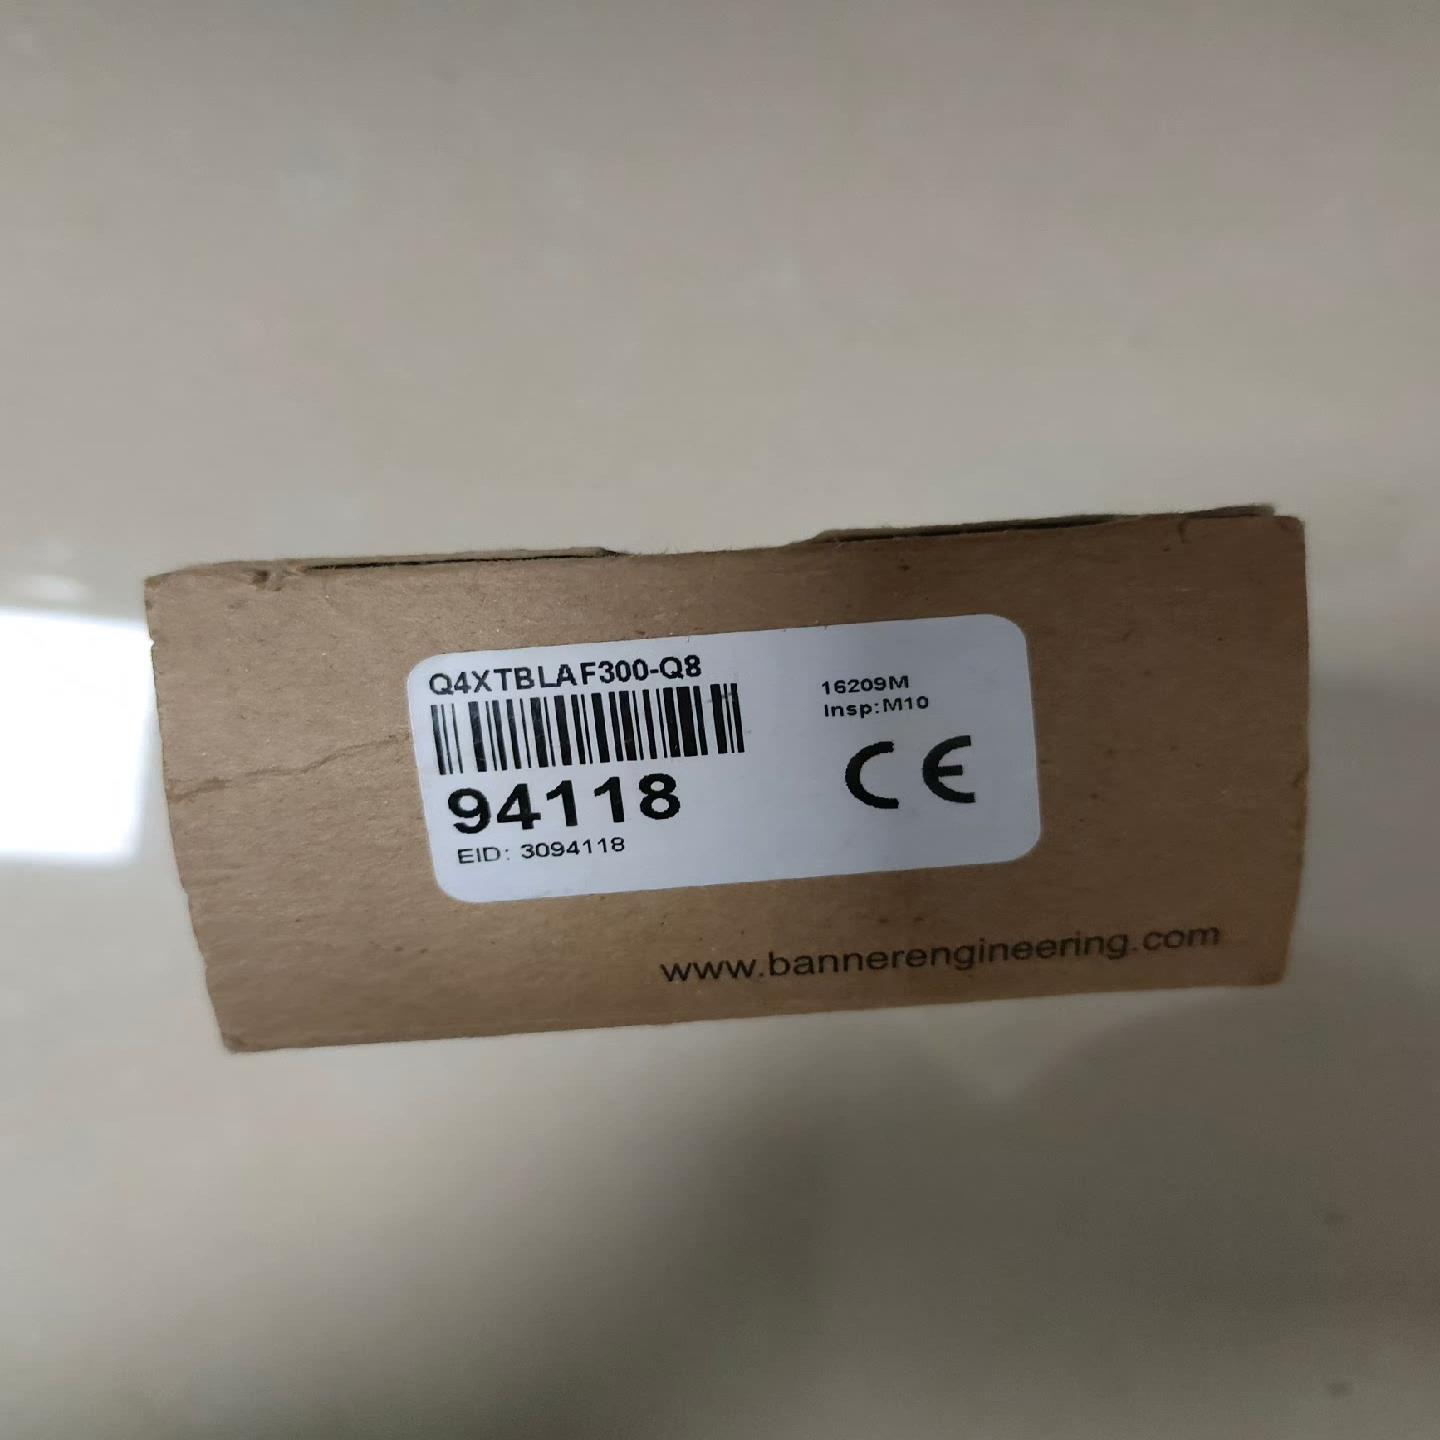 Q4XTBLAF300-Q8
94118
EID: 3094118
16209M
Insp:M10
CE
www.bannerengineering.com